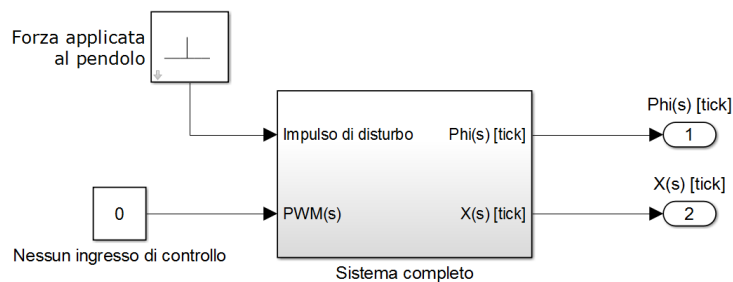 Forza applicata
al pendolo
Phi(s) [tick]
Impulso di disturbo
Phi(s) [tick]
1
X(s) [tick]
0
PWM(s)
X(s) [tick]
2
Nessun ingresso di controllo
Sistema completo